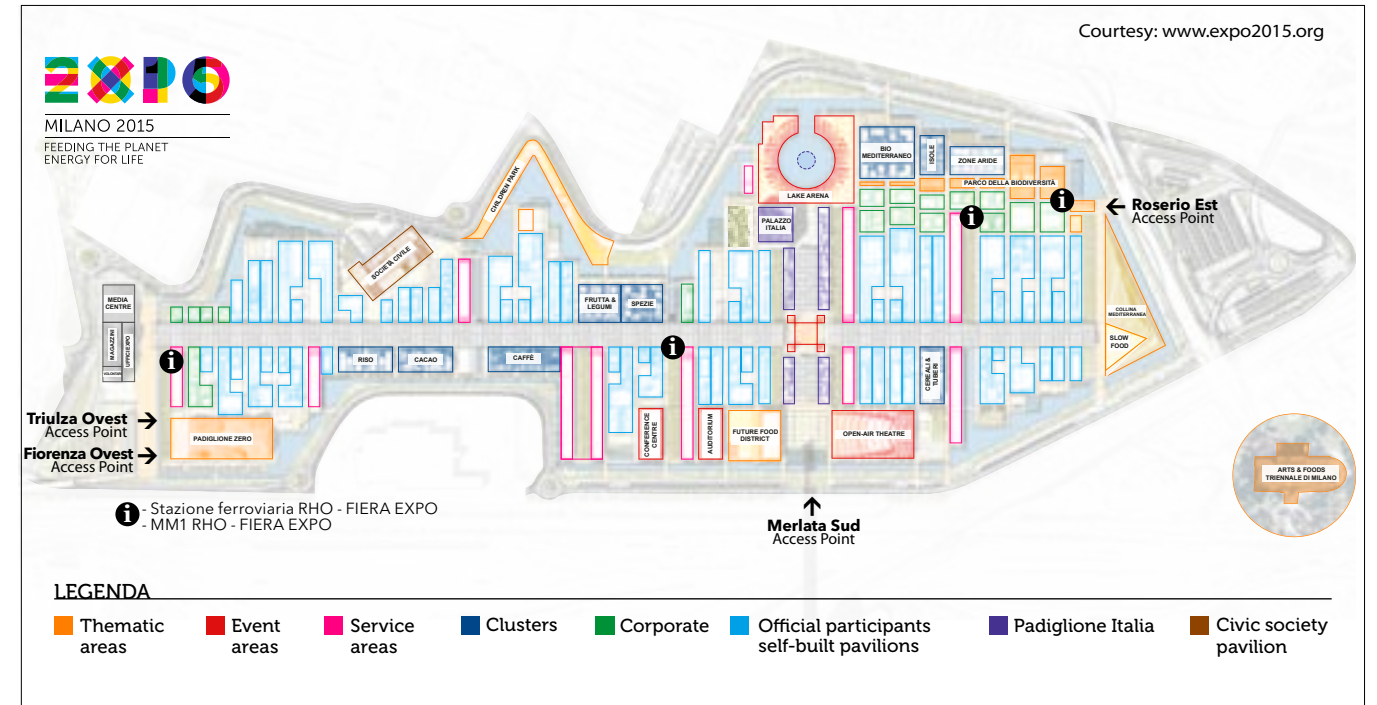 Courtesy: www.expo2015.org
EXPO
MILANO 2015
FEEDING THE PLANET
ENERGY FOR LIFE
CHILDREN PARK
SOCIETÀ CIVILE
LAKE ARENA
PALAZZO
ITALIA
BIO
MEDITERRANEO
ISOLE
ZONE ARIDE
PARCO DELLA BIODIVERSITÀ
i
i
← Roserio Est
Access Point
MEDIA
CENTRE
MAGAZZINI
UFFICI EXPO
VOLONTARI
FRUTTA &
LEGUMI
SPEZIE
COLLINA
MEDITERRANEA
SLOW
FOOD
i
RISO
CACAO
CAFFÈ
i
CEREALI &
TUBERI
Triulza Ovest →
Access Point
Fiorenza Ovest →
Access Point
PADIGLIONE ZERO
CONFERENCE
CENTRE
AUDITORIUM
FUTURE FOOD
DISTRICT
OPEN-AIR THEATRE
ARTS & FOODS
TRIENNALE DI MILANO
i - Stazione ferroviaria RHO - FIERA EXPO
- MM1 RHO - FIERA EXPO
↑
Merlata Sud
Access Point
LEGENDA
Thematic
areas
Event
areas
Service
areas
Clusters
Corporate
Official participants
self-built pavilions
Padiglione Italia
Civic society
pavilion